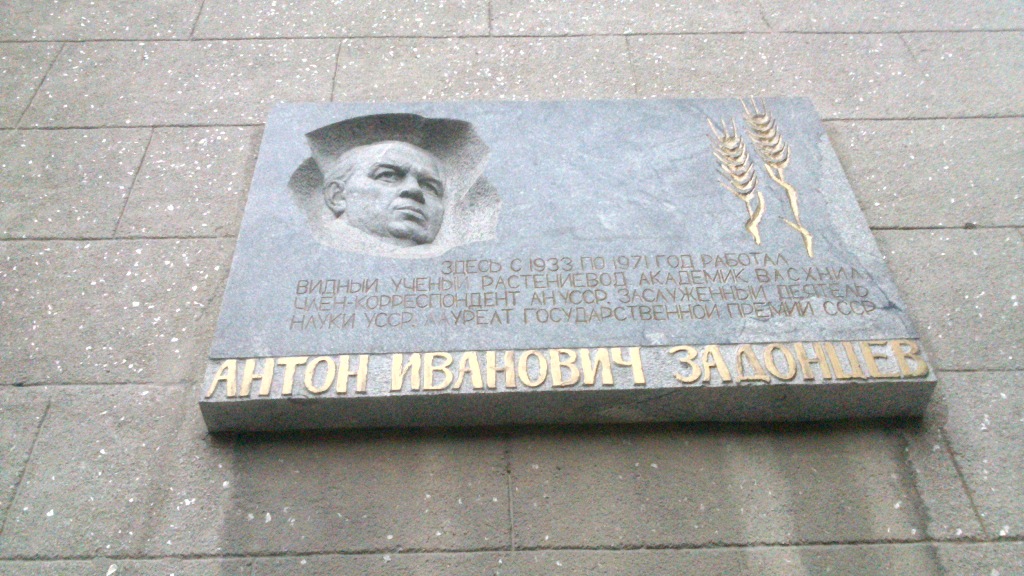 ЗДЕСЬ С 1933 ПО 1971 ГОД РАБОТАЛ
ВИДНЫЙ УЧЕНЫЙ РАСТЕНИЕВОД АКАДЕМИК ВАСХНИЛ,
ЧЛЕН-КОРРЕСПОНДЕНТ АН УССР, ЗАСЛУЖЕННЫЙ ДЕЯТЕЛЬ
НАУКИ УССР, ЛАУРЕАТ ГОСУДАРСТВЕННОЙ ПРЕМИИ СССР
АНТОН ИВАНОВИЧ ЗАДОНЦЕВ